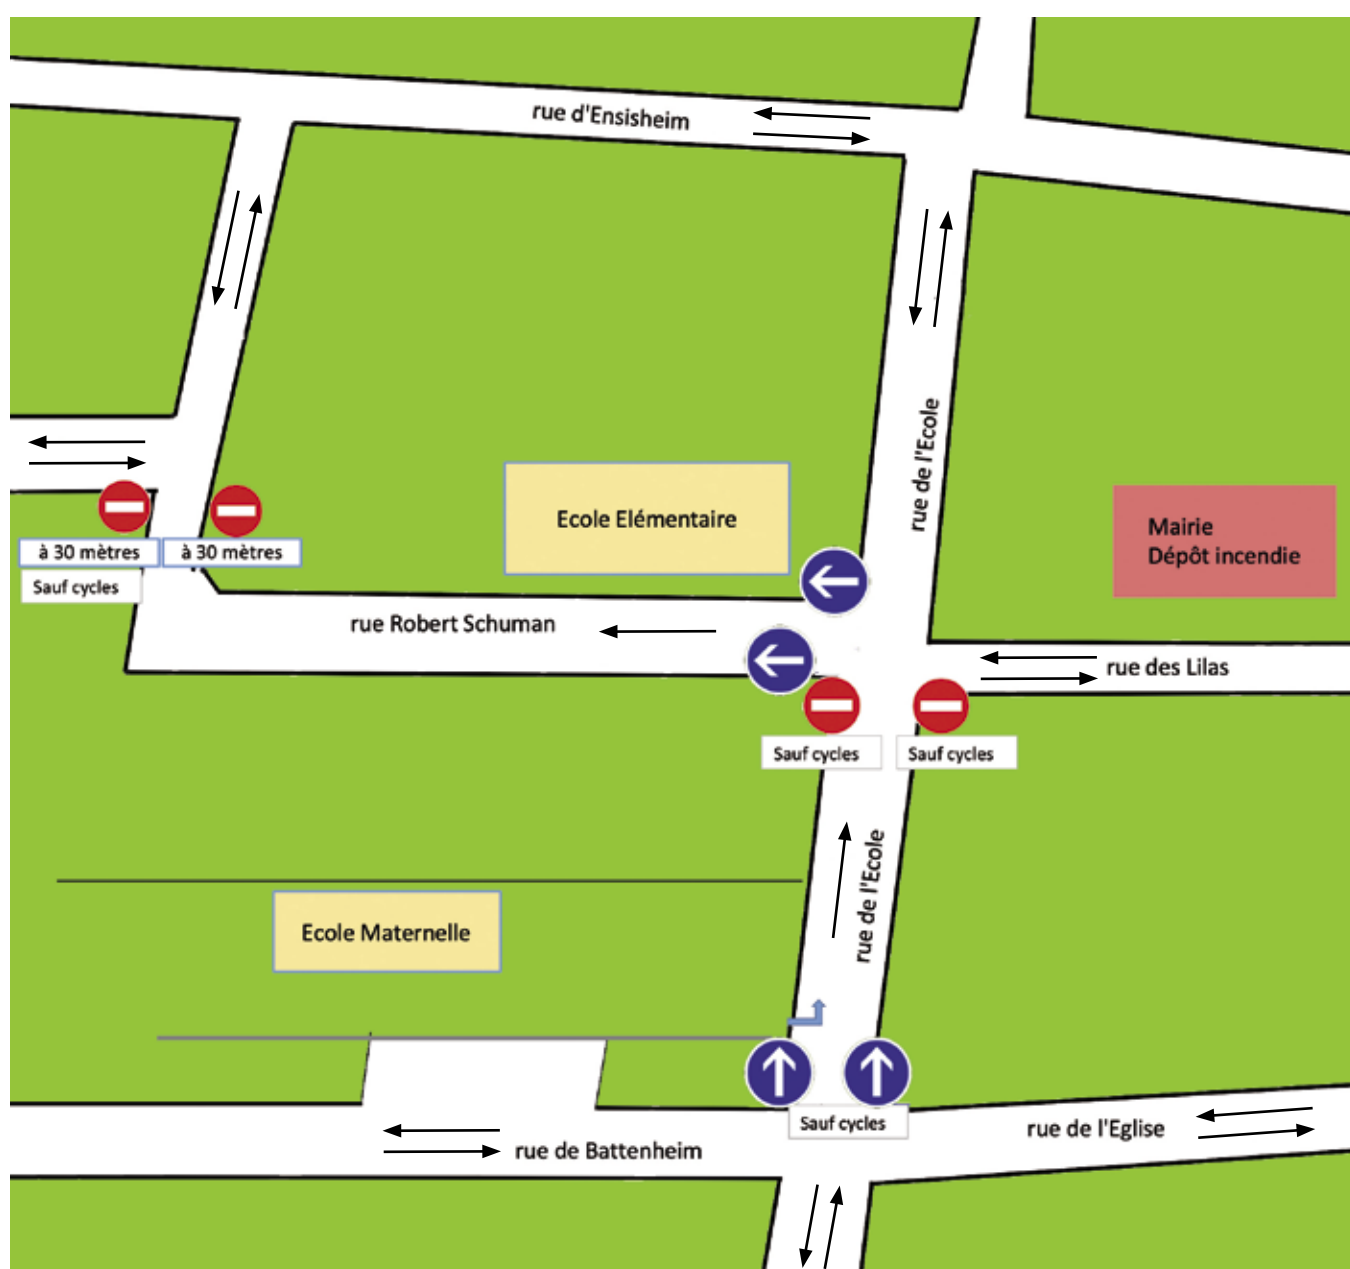 rue d'Ensisheim
rue de l'Ecole
Ecole Elémentaire
Mairie
Dépôt incendie
à 30 mètres
à 30 mètres
Sauf cycles
rue Robert Schuman
rue des Lilas
Sauf cycles
Sauf cycles
rue de l'Ecole
Ecole Maternelle
Sauf cycles
rue de l'Eglise
rue de Battenheim